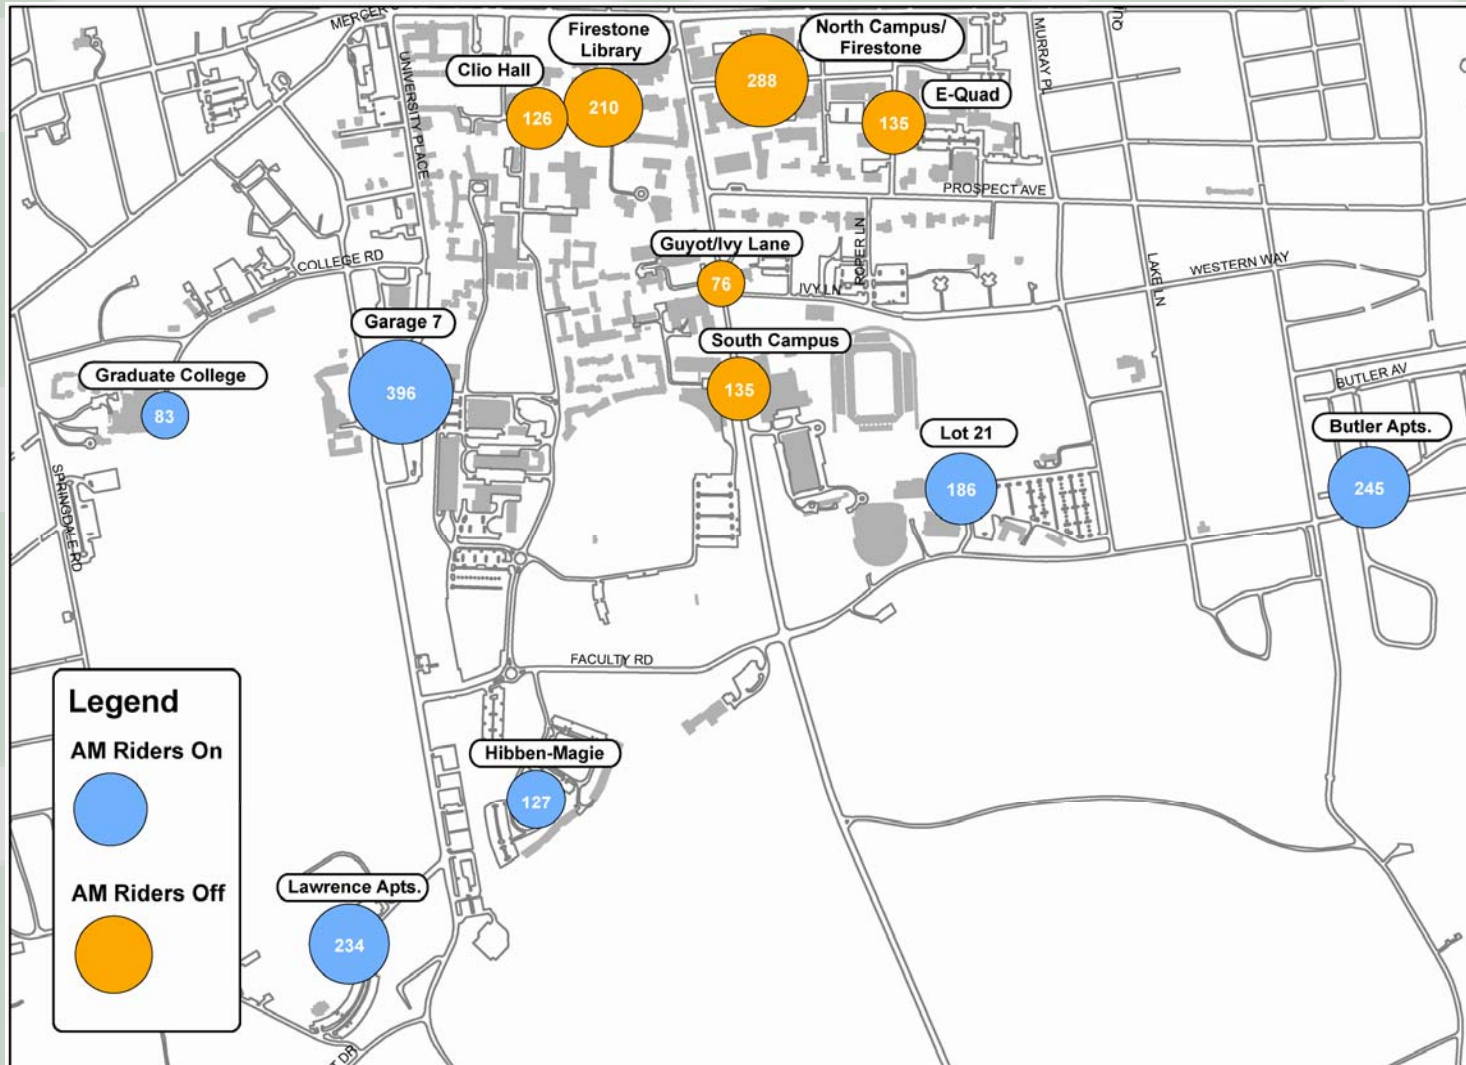 MERCER S
Firestone
Library
North Campus/
Firestone
MURRAY PL
Clio Hall
288
E-Quad
UNIVERSITY PLACE
126
210
135
PROSPECT AVE
COLLEGE RD
Guyot/Ivy Lane
ROPER LN
LAKE LN
WESTERN WAY
76
IVY LN
Garage 7
South Campus
Graduate College
396
135
BUTLER AV
83
Lot 21
Butler Apts.
SPRINGDALE RD
186
245
FACULTY RD
Legend
AM Riders On
Hibben-Magie
127
AM Riders Off
Lawrence Apts.
234
DR